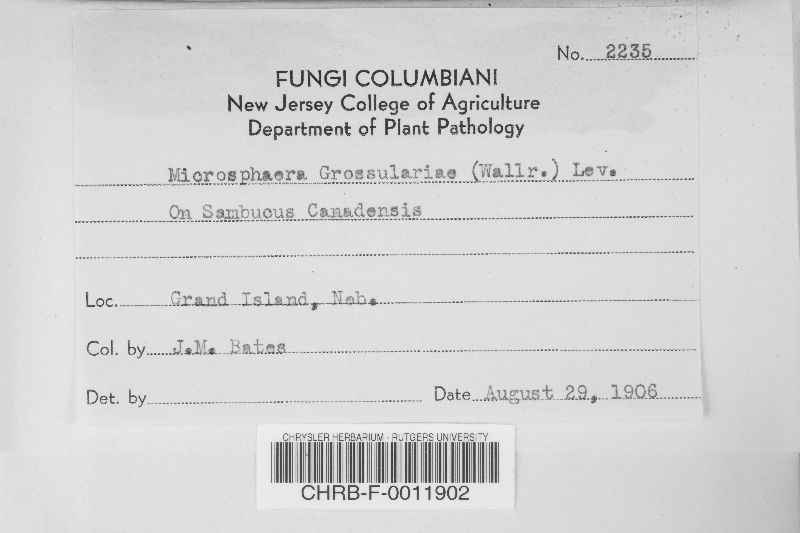 No. 2235
FUNGI COLUMBIANI
New Jersey College of Agriculture
Department of Plant Pathology
Microsphaera Grossulariae (Wallr.) Lev.
On Sambucus Canadensis
Loc. Grand Island, Neb.
Col. by J.M. Bates
Det. by
Date August 29, 1906
CHRYSLER HERBARIUM - RUTGERS UNIVERSITY
CHRB-F-0011902